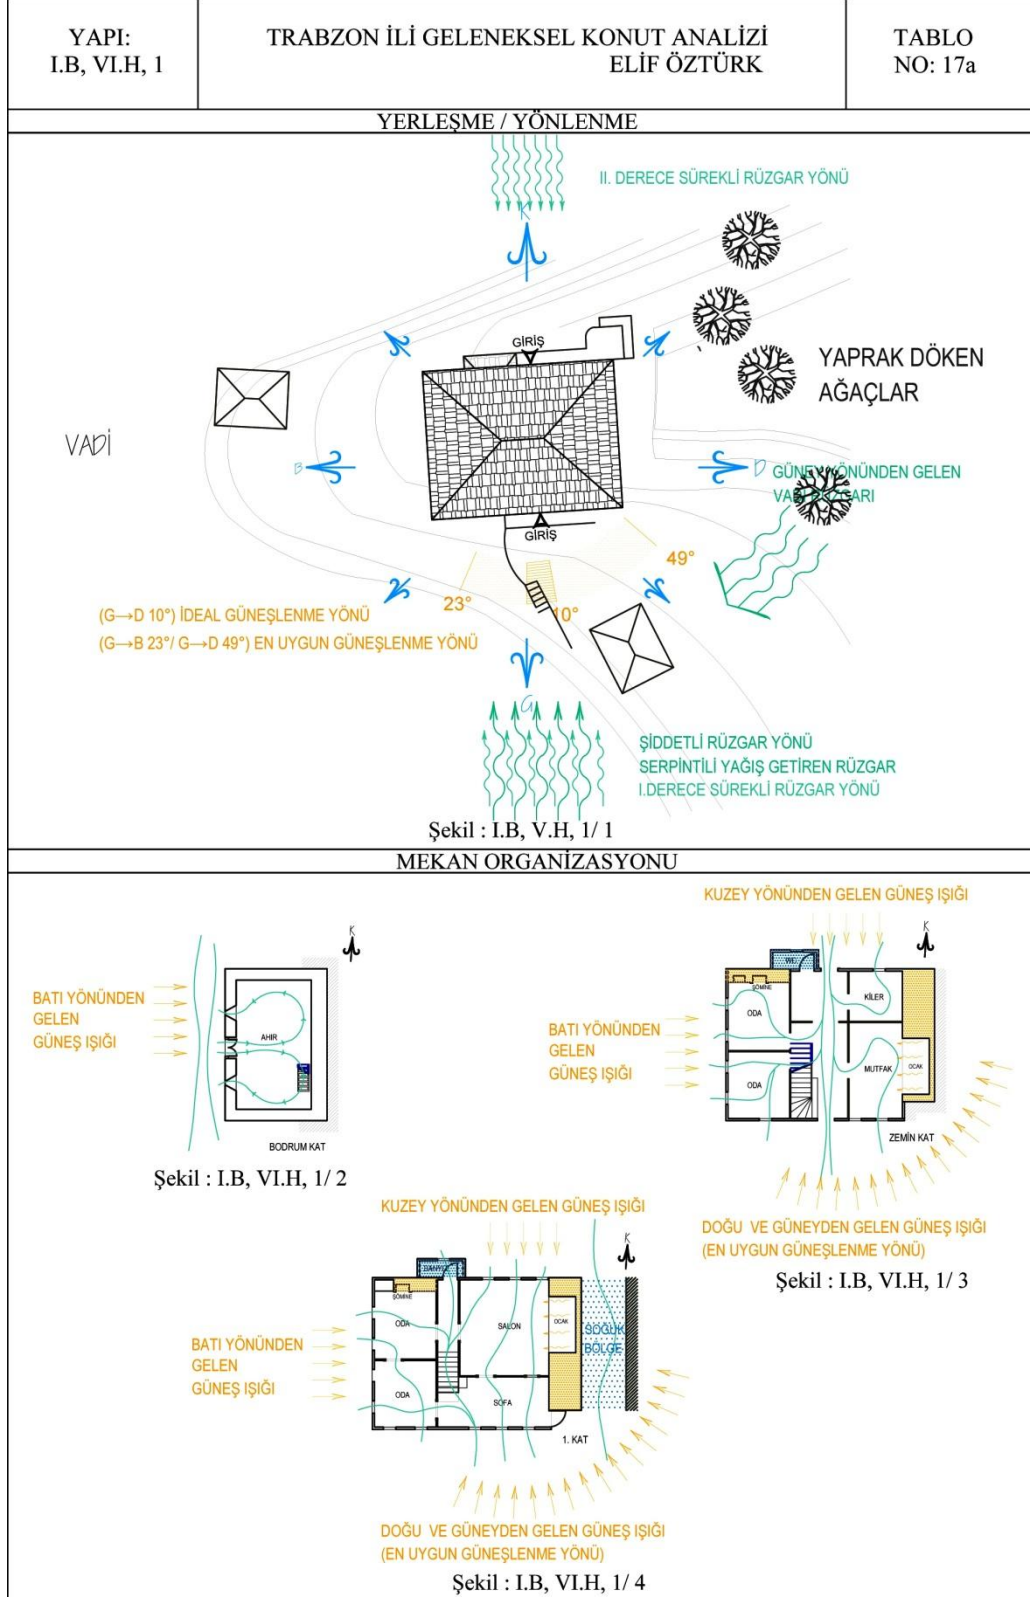 YAPI:
I.B, VI.H, 1
TRABZON İLİ GELENEKSEL KONUT ANALİZİ
ELİF ÖZTÜRK
TABLO
NO: 17a
YERLEŞME / YÖNLENME
II. DERECE SÜREKLİ RÜZGAR YÖNÜ
K
GİRİŞ
YAPRAK DÖKEN
AĞAÇLAR
VADİ
B
D
GÜNEY YÖNÜNDEN GELEN
VADİ RÜZGARI
GİRİŞ
49°
23°
10°
(G→D 10°) İDEAL GÜNEŞLENME YÖNÜ
(G→B 23°/ G→D 49°) EN UYGUN GÜNEŞLENME YÖNÜ
G
ŞİDDETLİ RÜZGAR YÖNÜ
SERPİNTİLİ YAĞIŞ GETİREN RÜZGAR
I.DERECE SÜREKLİ RÜZGAR YÖNÜ
Şekil : I.B, V.H, 1/ 1
MEKAN ORGANİZASYONU
K
BATI YÖNÜNDEN
GELEN
GÜNEŞ IŞIĞI
AHIR
BODRUM KAT
Şekil : I.B, VI.H, 1/ 2
KUZEY YÖNÜNDEN GELEN GÜNEŞ IŞIĞI
K
WC
ŞÖMİNE
ODA
KİLER
BATI YÖNÜNDEN
GELEN
GÜNEŞ IŞIĞI
MUTFAK
OCAK
ODA
ZEMİN KAT
DOĞU VE GÜNEYDEN GELEN GÜNEŞ IŞIĞI
(EN UYGUN GÜNEŞLENME YÖNÜ)
Şekil : I.B, VI.H, 1/ 3
KUZEY YÖNÜNDEN GELEN GÜNEŞ IŞIĞI
K
BANYO
ŞÖMİNE
ODA
SALON
OCAK
SOĞUK
BÖLGE
BATI YÖNÜNDEN
GELEN
GÜNEŞ IŞIĞI
ODA
SOFA
1. KAT
DOĞU VE GÜNEYDEN GELEN GÜNEŞ IŞIĞI
(EN UYGUN GÜNEŞLENME YÖNÜ)
Şekil : I.B, VI.H, 1/ 4